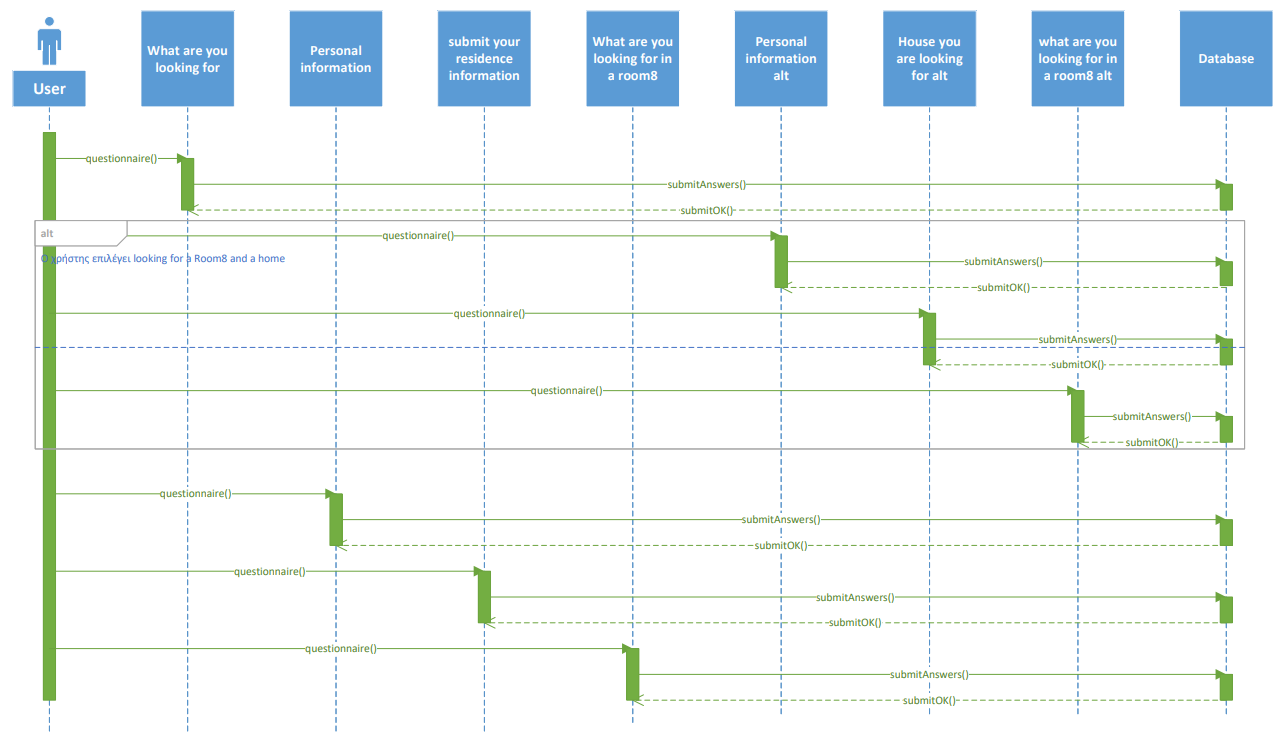 User
What are you
looking for
Personal
information
submit your
residence
information
What are you
looking for in
a room8
Personal
information
alt
House you
are looking
for alt
what are you
looking for in
a room8 alt
Database
questionnaire()
submitAnswers()
submitOK()
alt
questionnaire()
Ο χρήστης επιλέγει looking for a Room8 and a home
submitAnswers()
submitOK()
questionnaire()
submitAnswers()
submitOK()
questionnaire()
submitAnswers()
submitOK()
questionnaire()
submitAnswers()
submitOK()
questionnaire()
submitAnswers()
submitOK()
questionnaire()
submitAnswers()
submitOK()